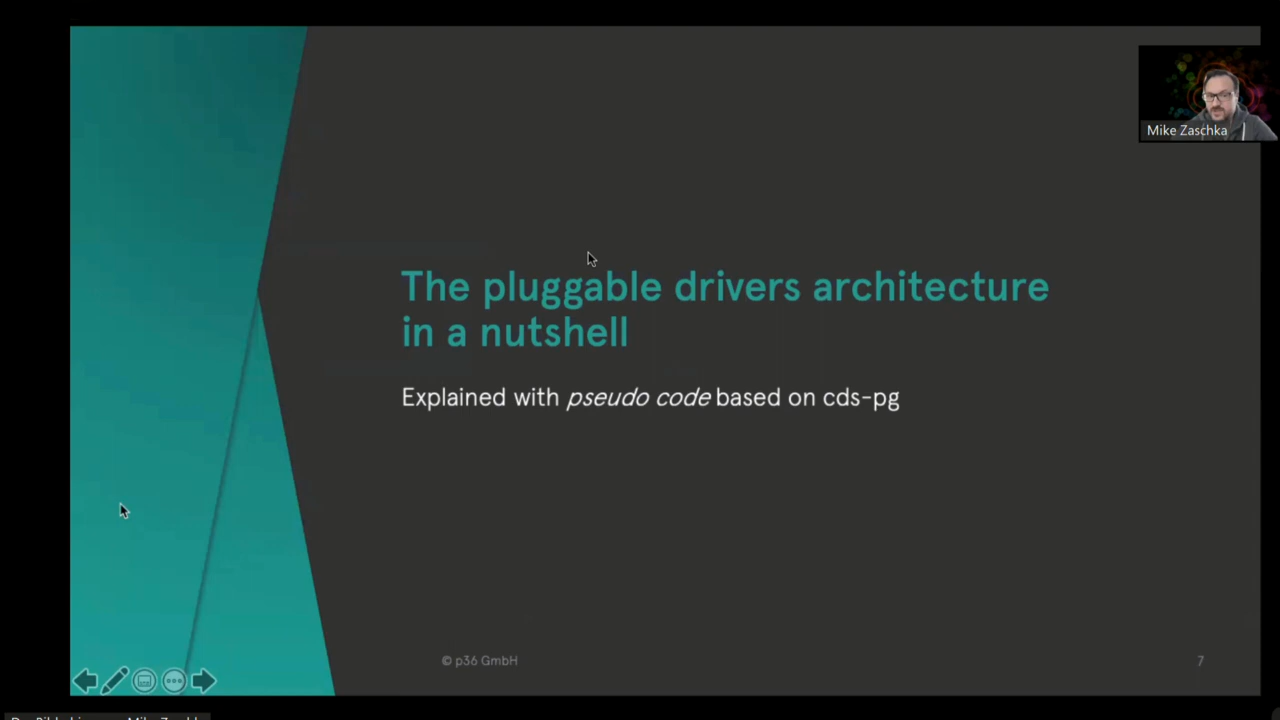 Mike Zaschka
The pluggable drivers architecture
in a nutshell
Explained with pseudo code based on cds-pg
© p36 GmbH
7